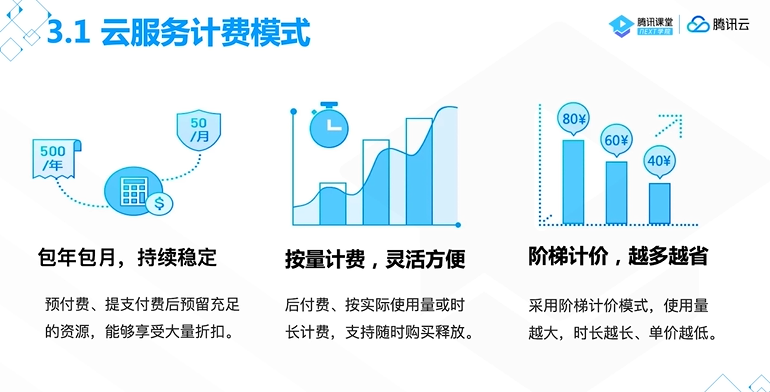 3.1 云服务计费模式
腾讯课堂
NEXT学院
腾讯云
500
/年
50
/月
$
80¥
60¥
40¥
包年包月，持续稳定
按量计费，灵活方便
阶梯计价，越多越省
预付费、提支付费后预留充足
的资源，能够享受大量折扣。
后付费、按实际使用量或时
长计费，支持随时购买释放。
采用阶梯计价模式，使用量
越大，时长越长、单价越低。